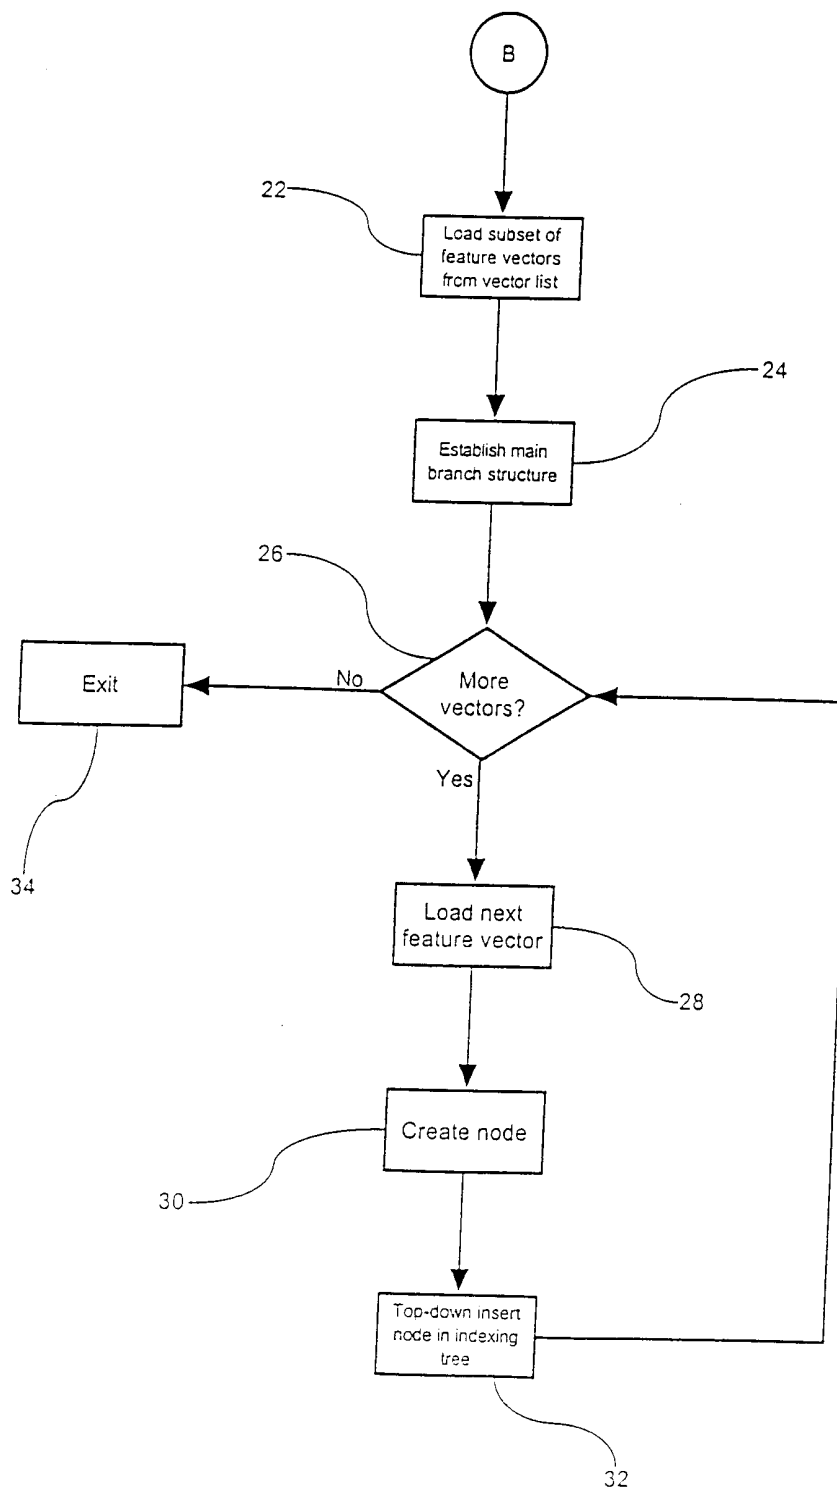 B
22
Load subset of
feature vectors
from vector list
24
Establish main
branch structure
26
More
vectors?
No
Exit
Yes
34
Load next
feature vector
28
Create node
30
Top-down insert
node in indexing
tree
32